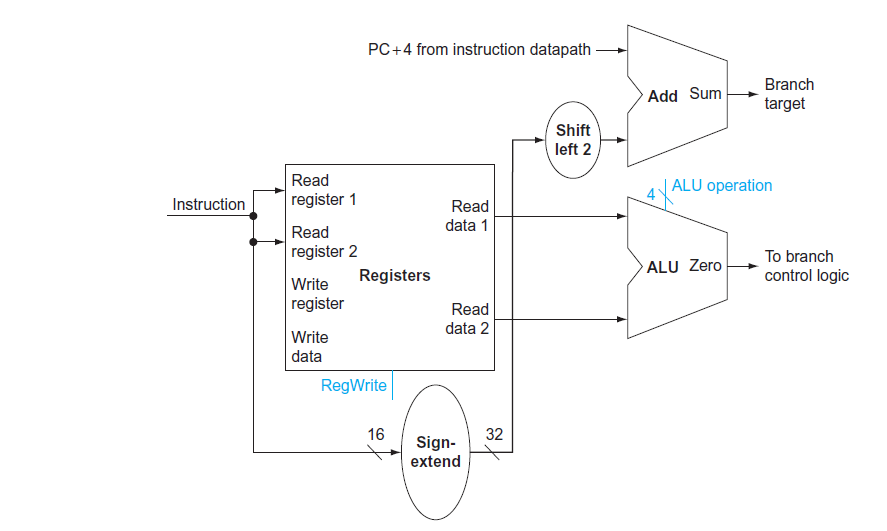 PC+4 from instruction datapath
Add Sum
Branch
target
Shift
left 2
4
ALU operation
Instruction
Read
register 1
Read
data 1
Read
register 2
Registers
Write
register
Read
data 2
Write
data
ALU Zero
To branch
control logic
RegWrite
16
Sign-
extend
32